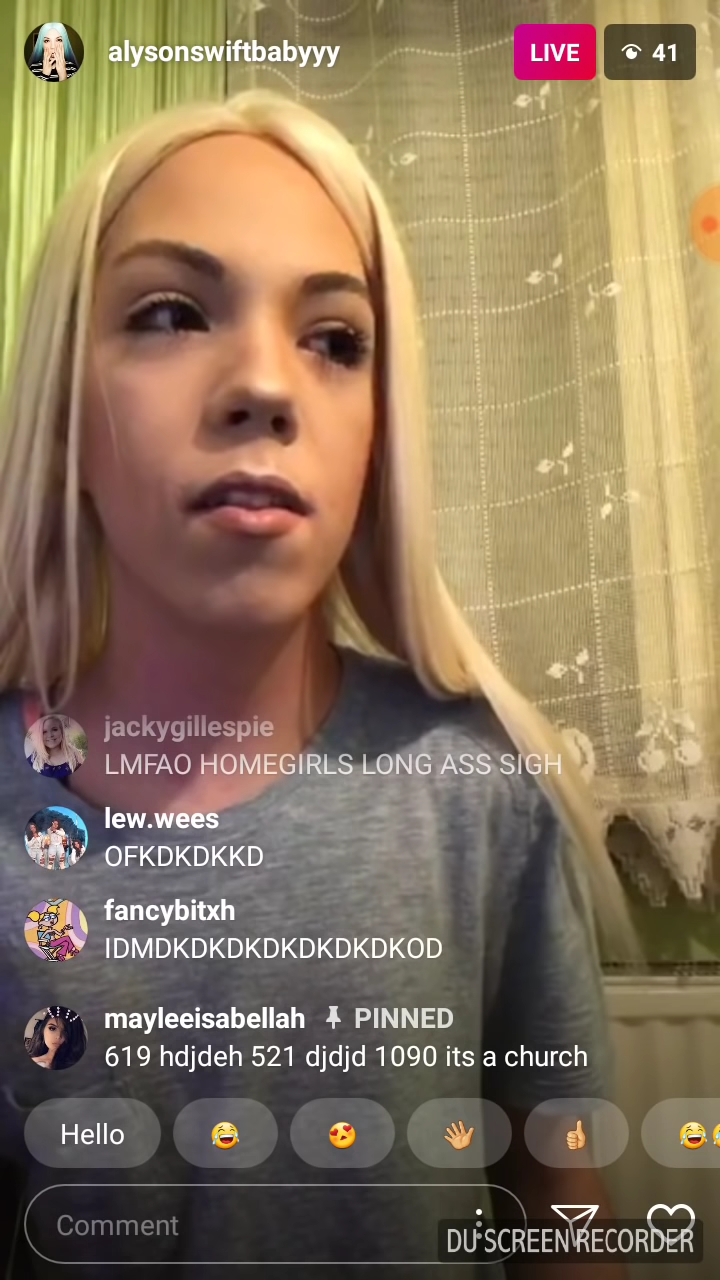 alysonswiftbabyyy
LIVE
41
jackygillespie
LMFAO HOMEGIRLS LONG ASS SIGH
lew.wees
OFKDKDKKD
fancybitxh
IDMDKDKDKDKDKDKDKOD
mayleeisabellah PINNED
619 hdjdeh 521 djdjd 1090 its a church
Hello
Comment
DU SCREEN RECORDER